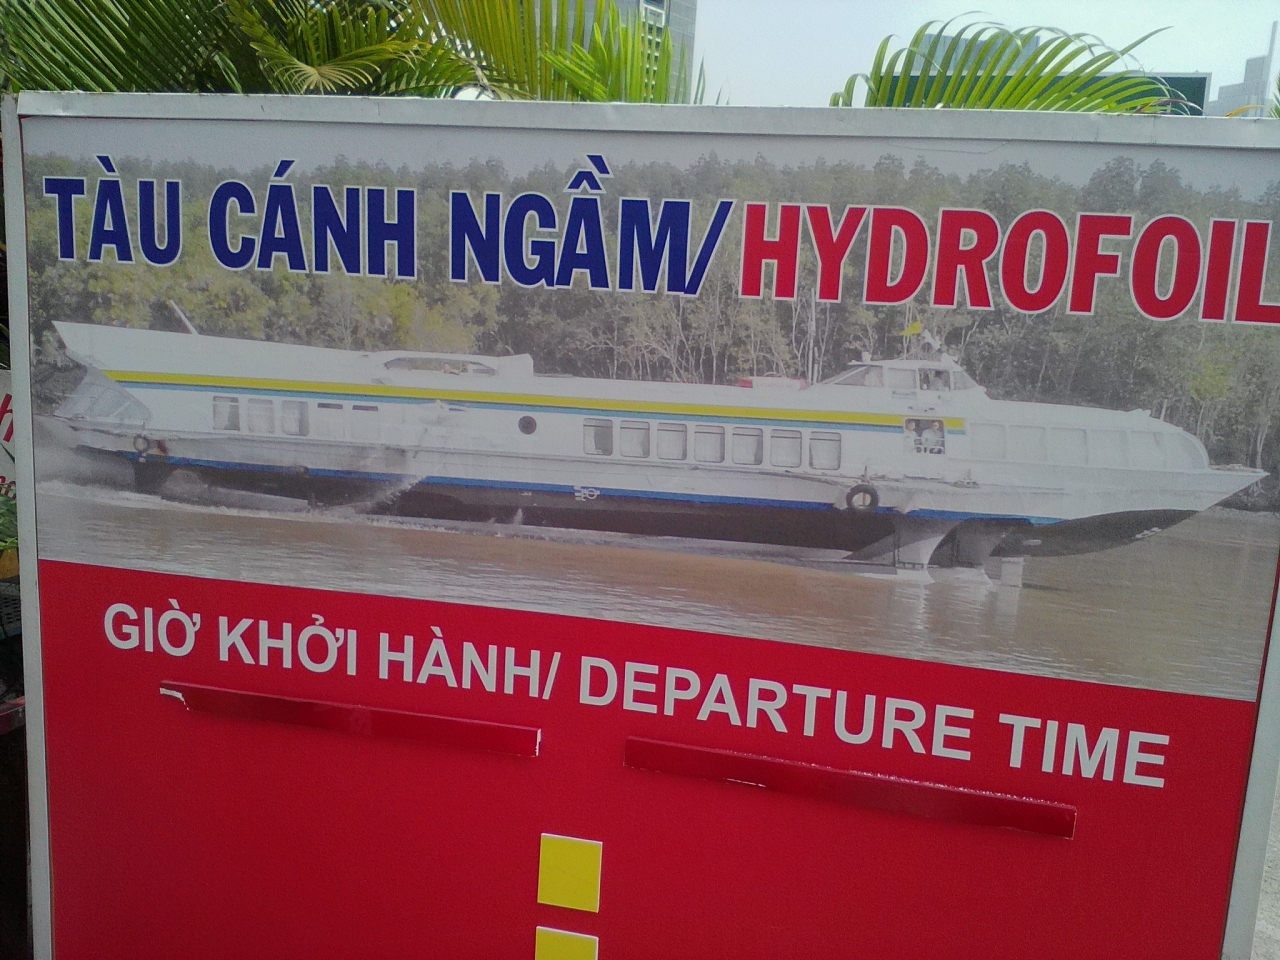 TÀU CÁNH NGẦM/HYDROFOIL
GIỜ KHỞI HÀNH/ DEPARTURE TIME